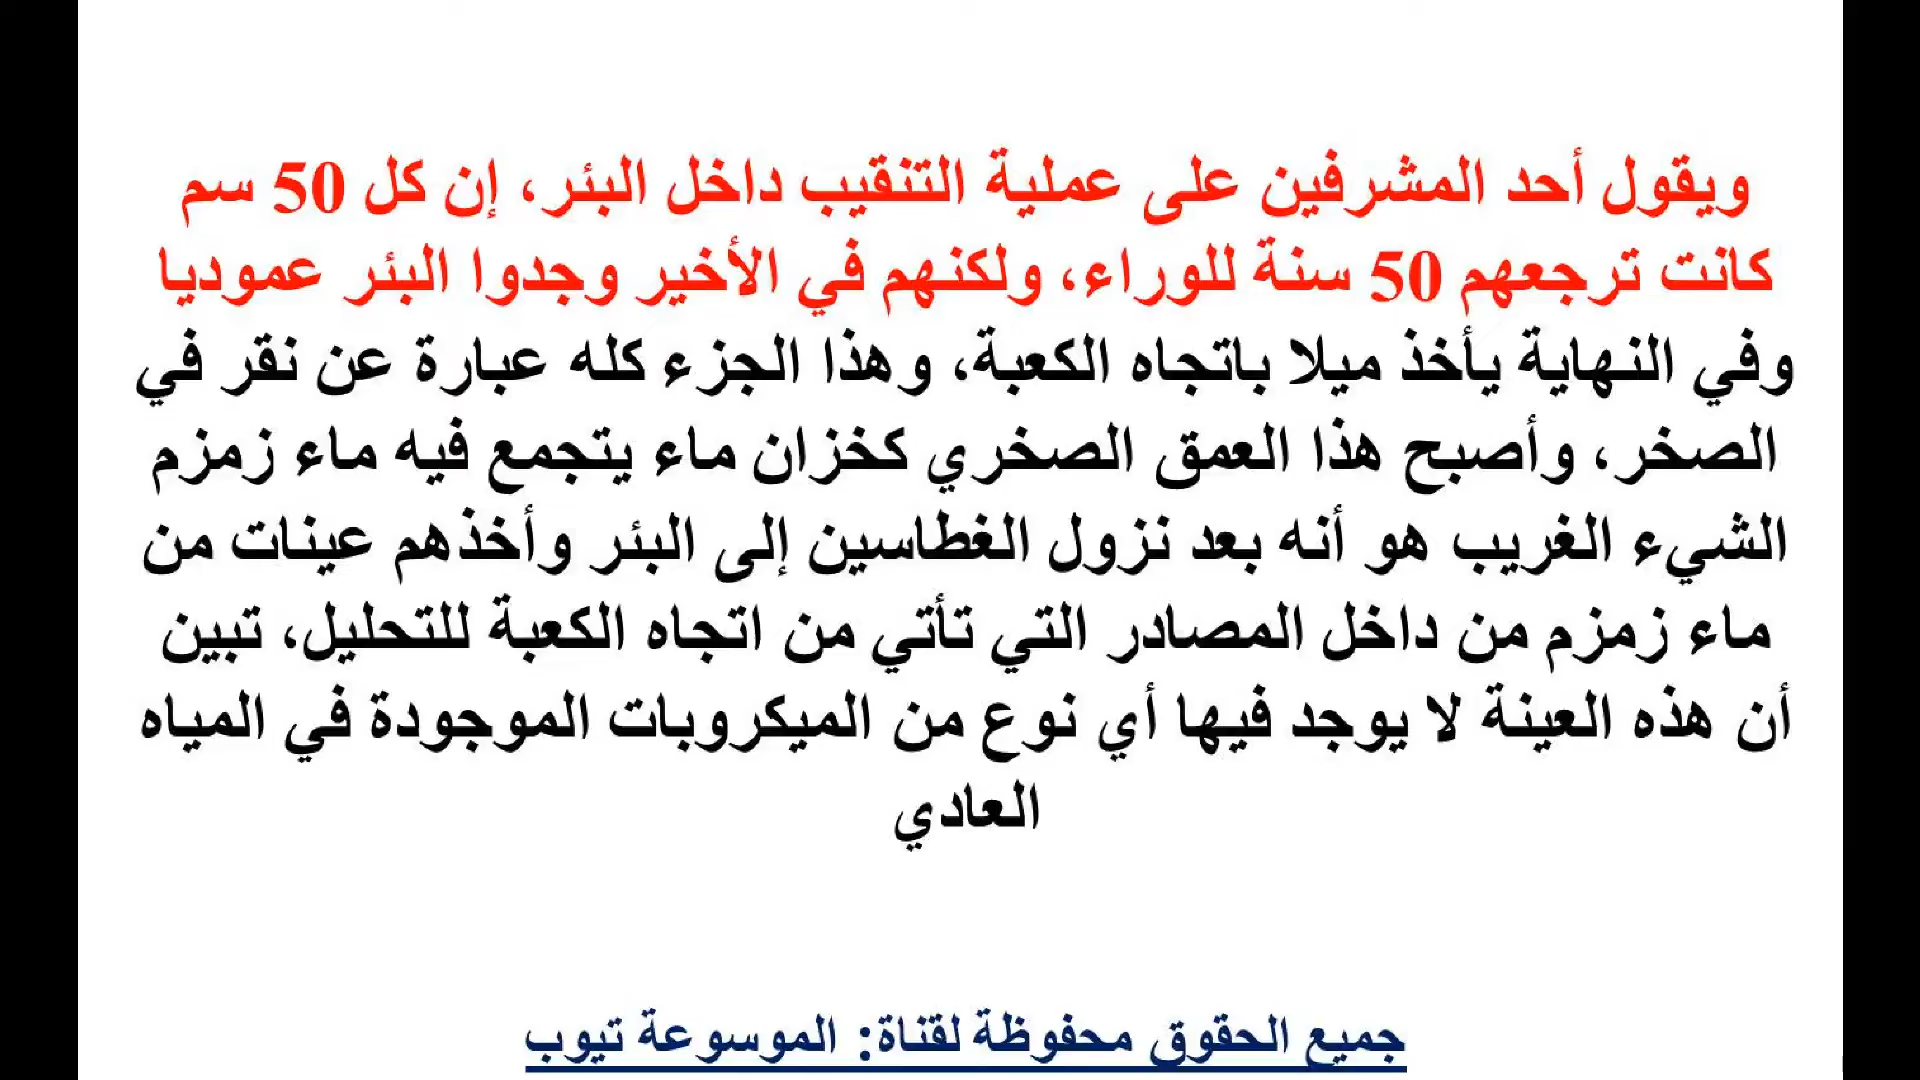 ويقول أحد المشرفين على عملية التنقيب داخل البئر، إن كل 50 سم
كانت ترجعهم 50 سنة للوراء، ولكنهم في الأخير وجدوا البئر عموديا
وفي النهاية يأخذ ميلا باتجاه الكعبة، وهذا الجزء كله عبارة عن نقر في
الصخر، وأصبح هذا العمق الصخري كخزان ماء يتجمع فيه ماء زمزم
الشيء الغريب هو أنه بعد نزول الغطاسين إلى البئر وأخذهم عينات من
ماء زمزم من داخل المصادر التي تأتي من اتجاه الكعبة للتحليل، تبين
أن هذه العينة لا يوجد فيها أي نوع من الميكروبات الموجودة في المياه
العادي
جميع الحقوق محفوظة لقناة: الموسوعة تيوب